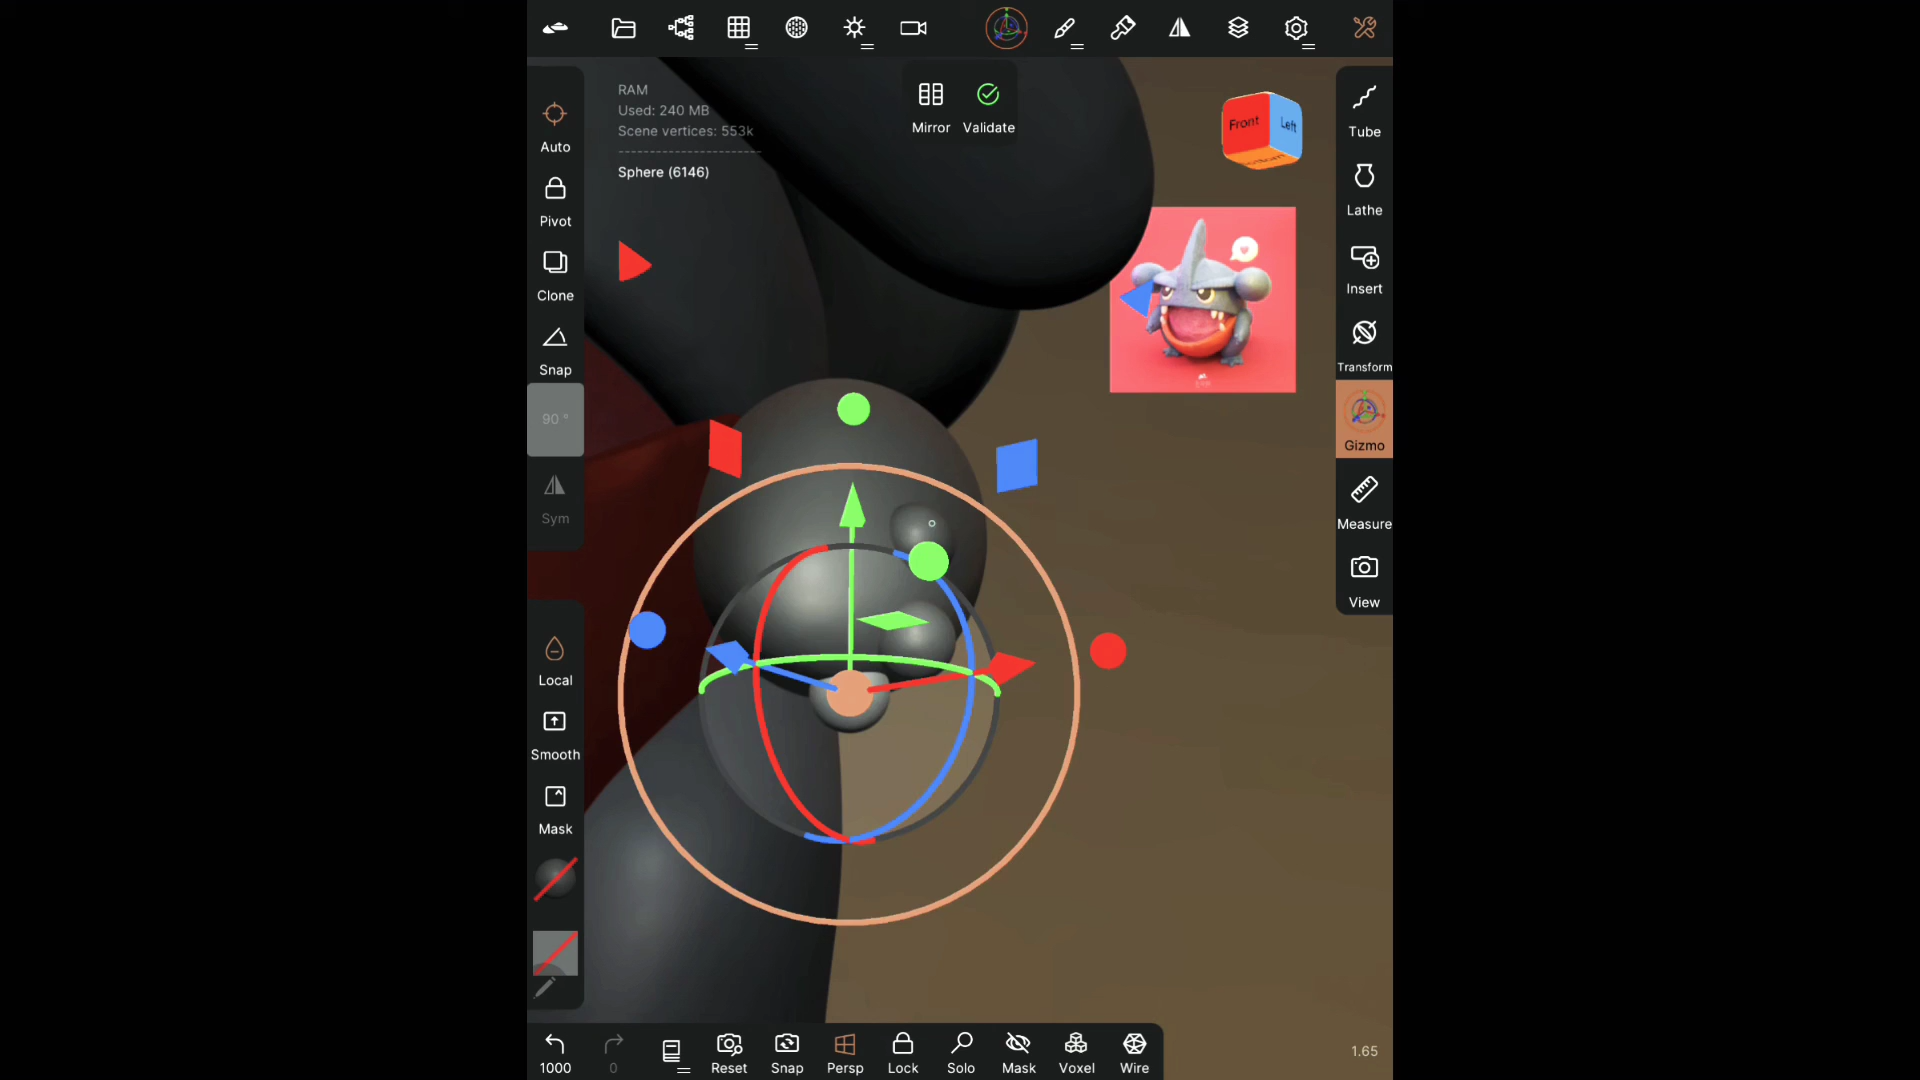 RAM
Used: 240 MB
Scene vertices: 553k
Sphere (6146)
Mirror
Validate
Front
Left
Bottom
Auto
Pivot
Clone
Snap
90 °
Sym
Local
Smooth
Mask
Tube
Lathe
Insert
Transform
Gizmo
Measure
View
1000
0
Reset
Snap
Persp
Lock
Solo
Mask
Voxel
Wire
1.65